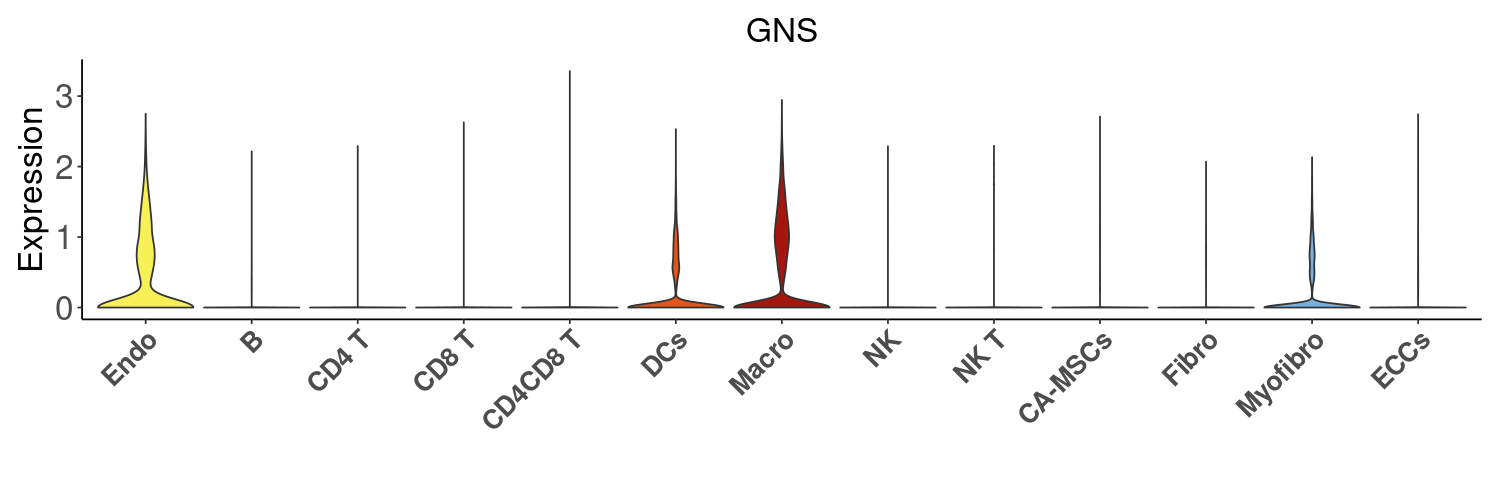 GNS
Expression
3
2
1
0
Endo
B
CD4 T
CD8 T
CD4CD8 T
DCs
Macro
NK
NK T
CA-MSCs
Fibro
Myofibro
ECCs